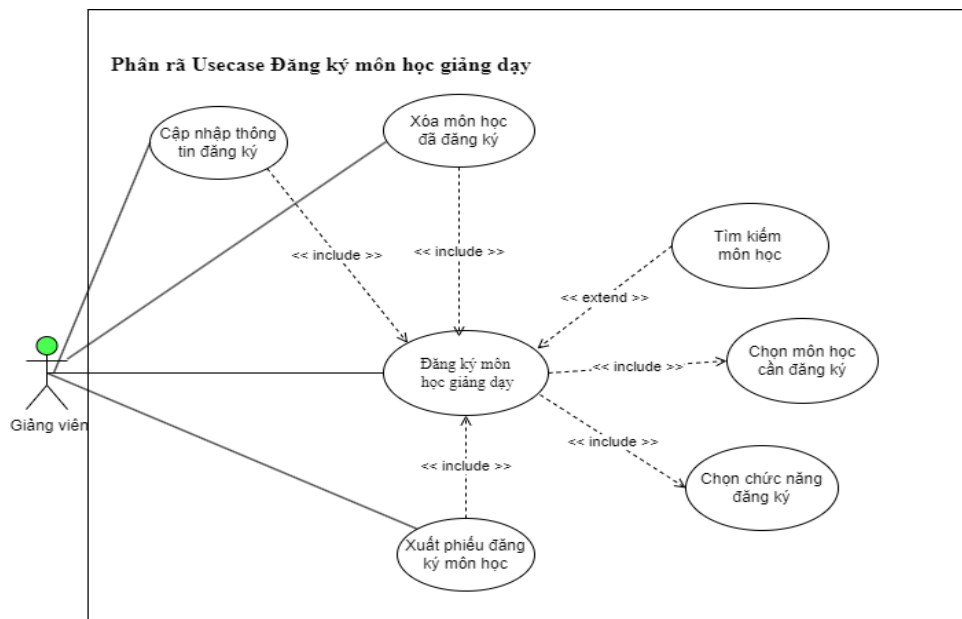 Phân rã Usecase Đăng ký môn học giảng dạy
Cập nhập thông
tin đăng ký
Xóa môn học
đã đăng ký
<< include >>
<< include >>
Tìm kiếm
môn học
<< extend >>
Đăng ký môn
học giảng dạy
<< include >>
Chọn môn học
cần đăng ký
Giảng viên
<< include >>
<< include >>
Chọn chức năng
đăng ký
Xuất phiếu đăng
ký môn học